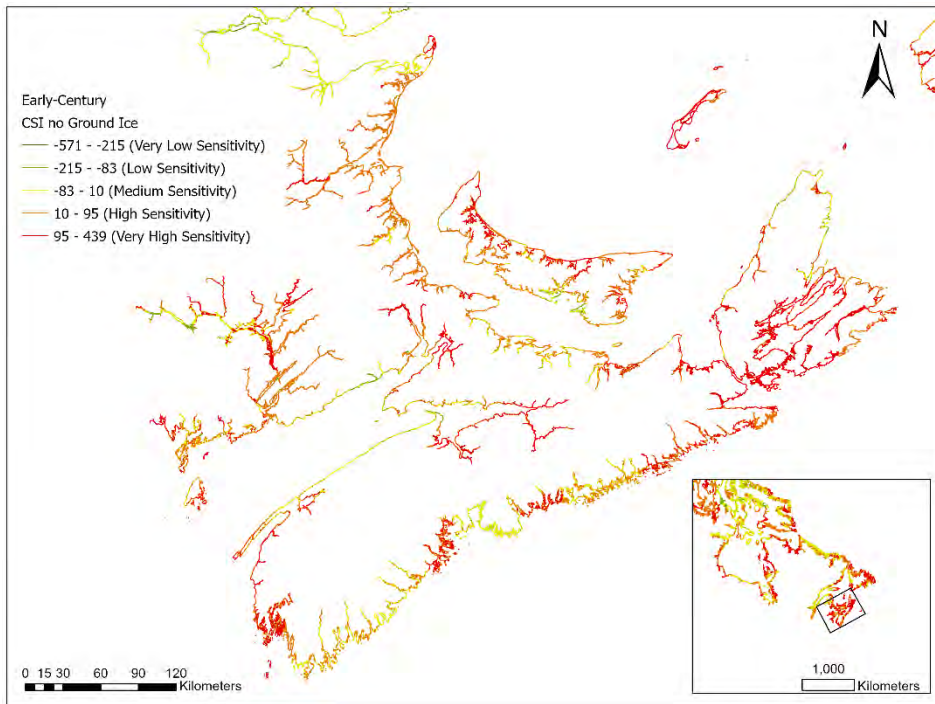 N
Early-Century
CSI no Ground Ice
-571 - -215 (Very Low Sensitivity)
-215 - -83 (Low Sensitivity)
-83 - 10 (Medium Sensitivity)
10 - 95 (High Sensitivity)
95 - 439 (Very High Sensitivity)
0 15 30 60 90 120
Kilometers
1,000
Kilometers